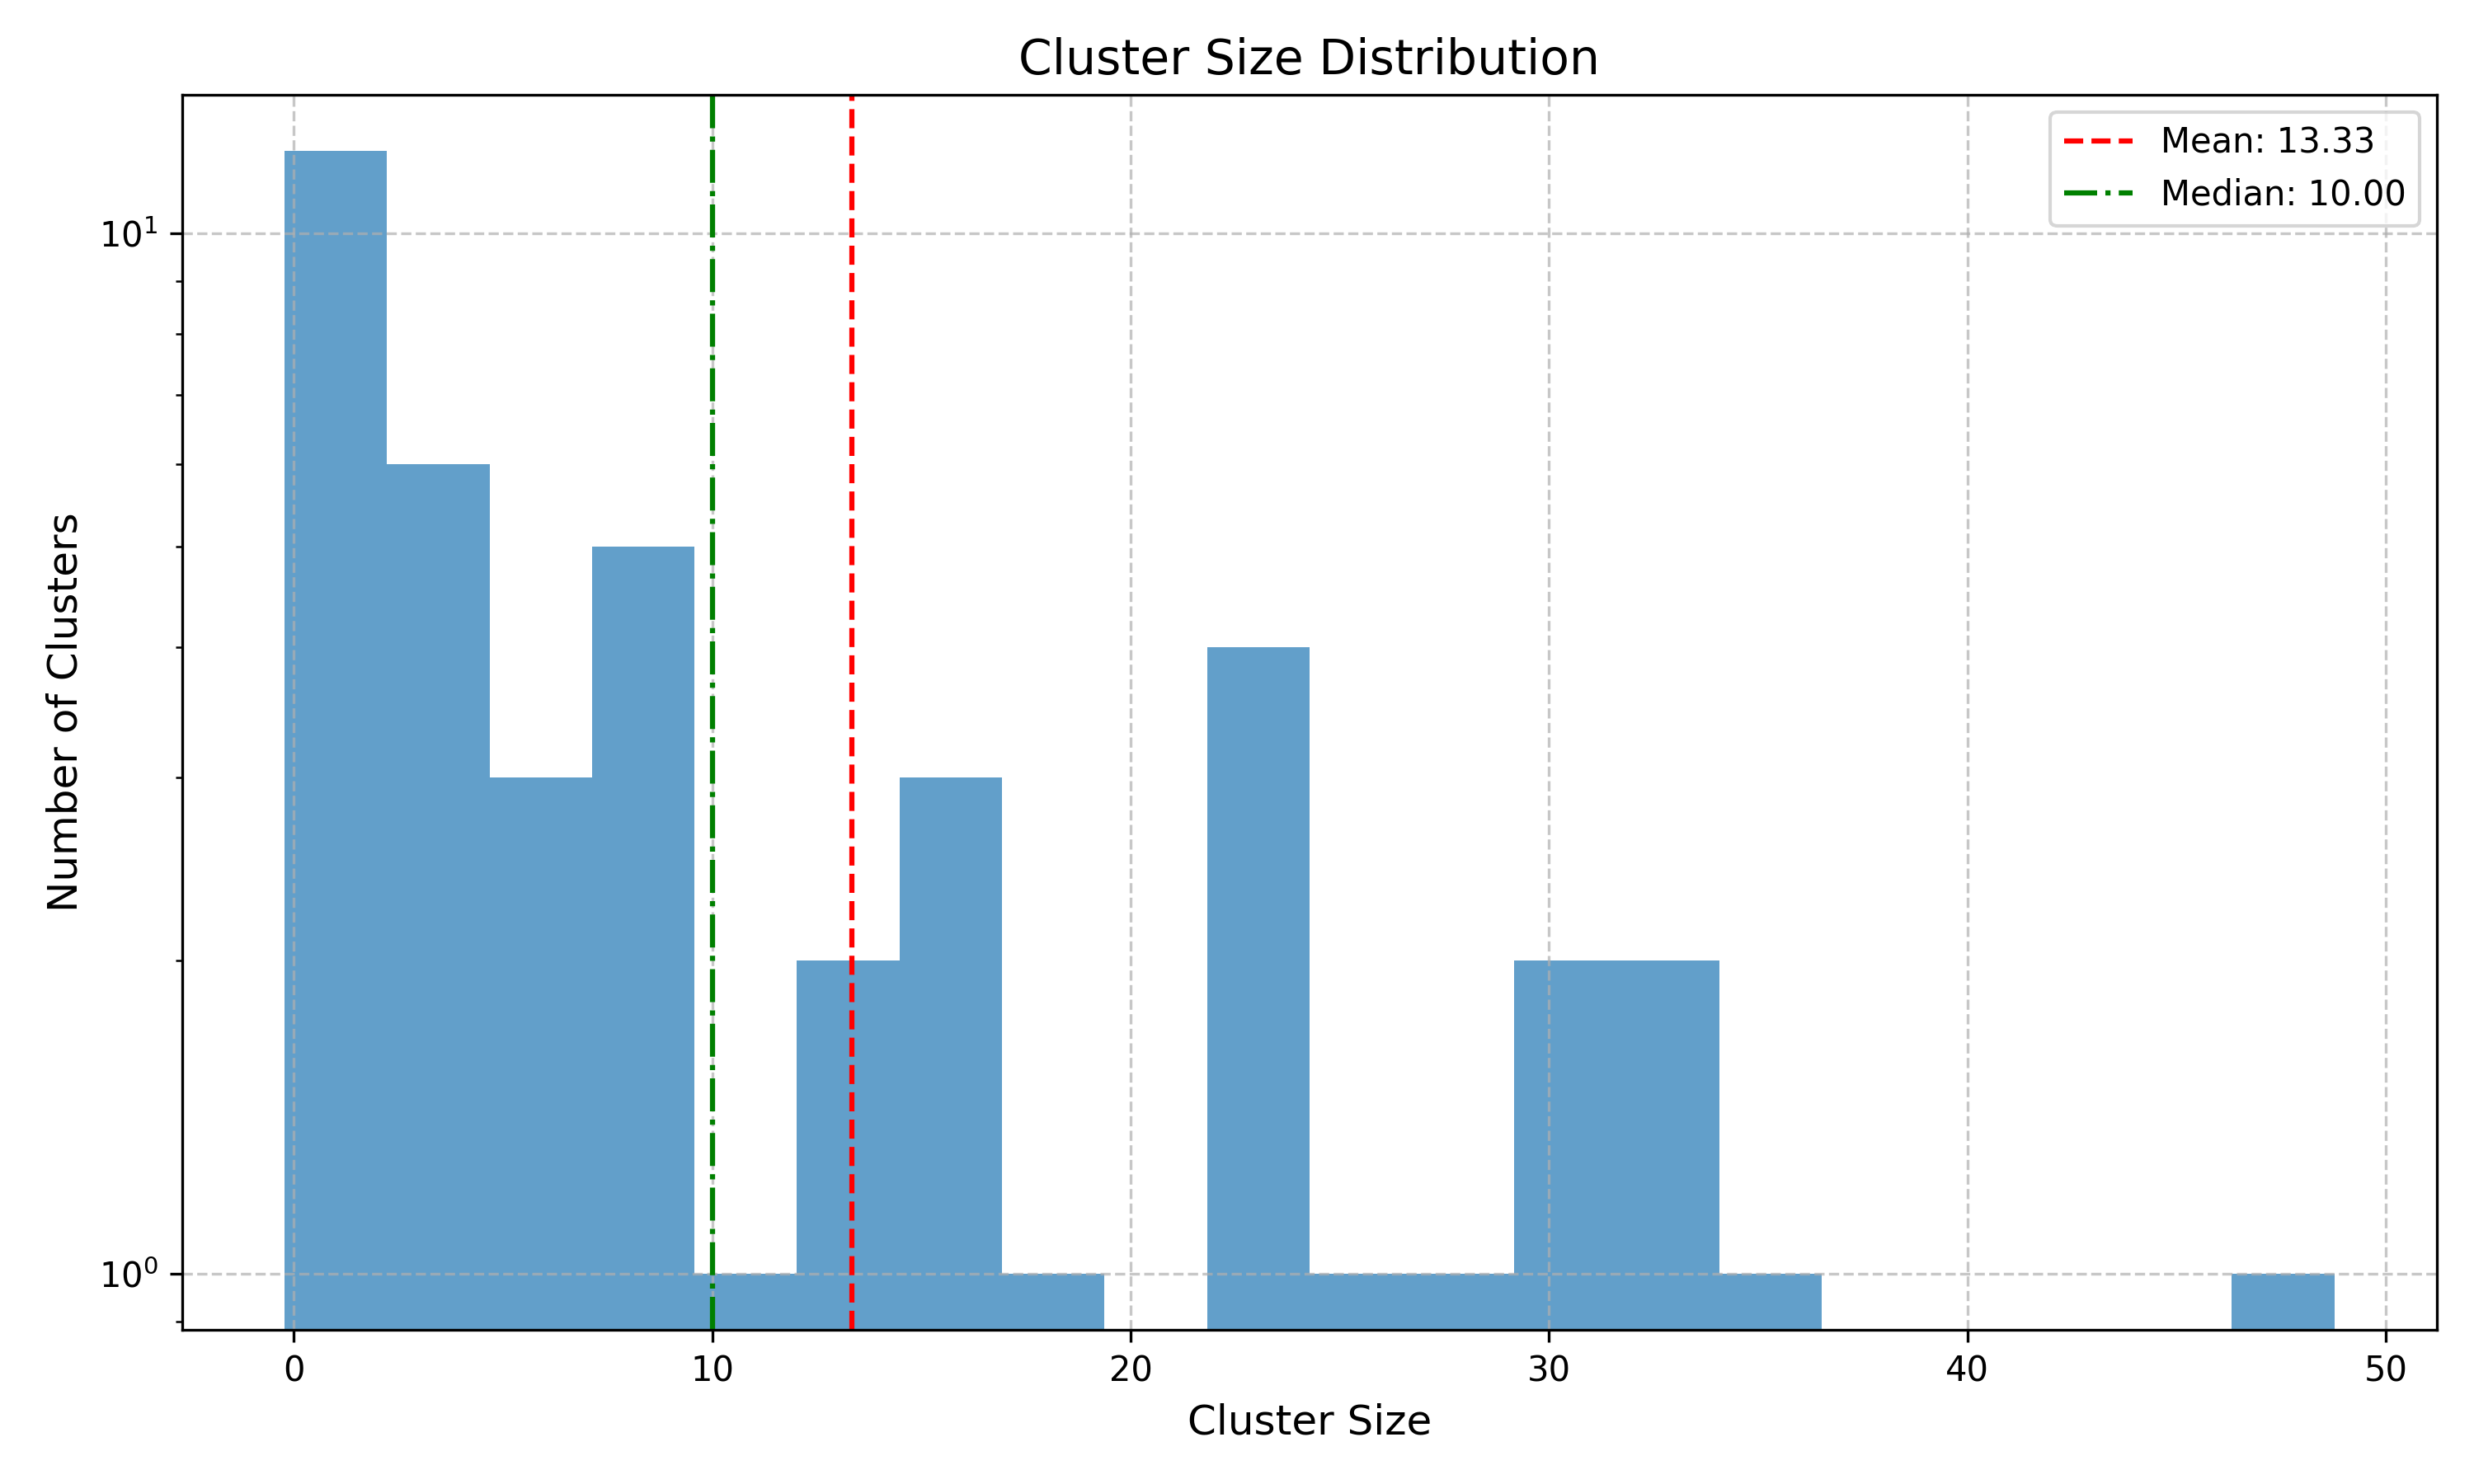 Cluster Size Distribution
Mean: 13.33
Median: 10.00
Number of Clusters
10¹
10⁰
0 10 20 30 40 50
Cluster Size